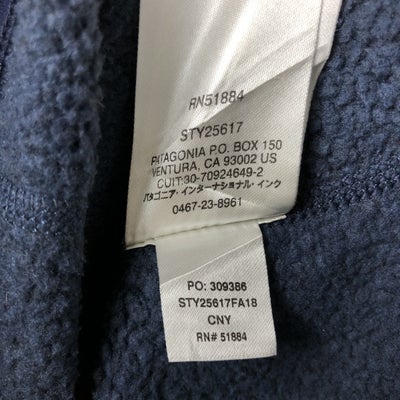 RN51884
STY25617
PATAGONIA P.O. BOX 150
VENTURA, CA 93002 US
CUIT:30-70924649-2
パタゴニア・インターナショナル・インク
0467-23-8961
PO: 309386
STY25617FA18
CNY
RN# 51884